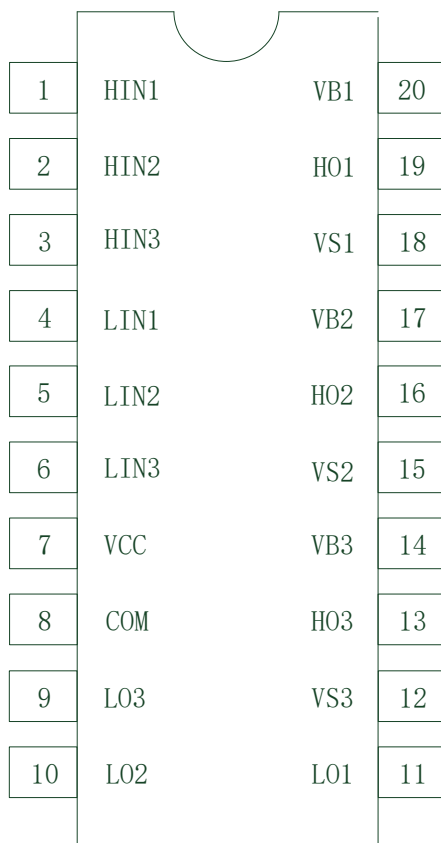 1 HIN1 VB1 20
2 HIN2 HO1 19
3 HIN3 VS1 18
4 LIN1 VB2 17
5 LIN2 HO2 16
6 LIN3 VS2 15
7 VCC VB3 14
8 COM HO3 13
9 LO3 VS3 12
10 LO2 LO1 11